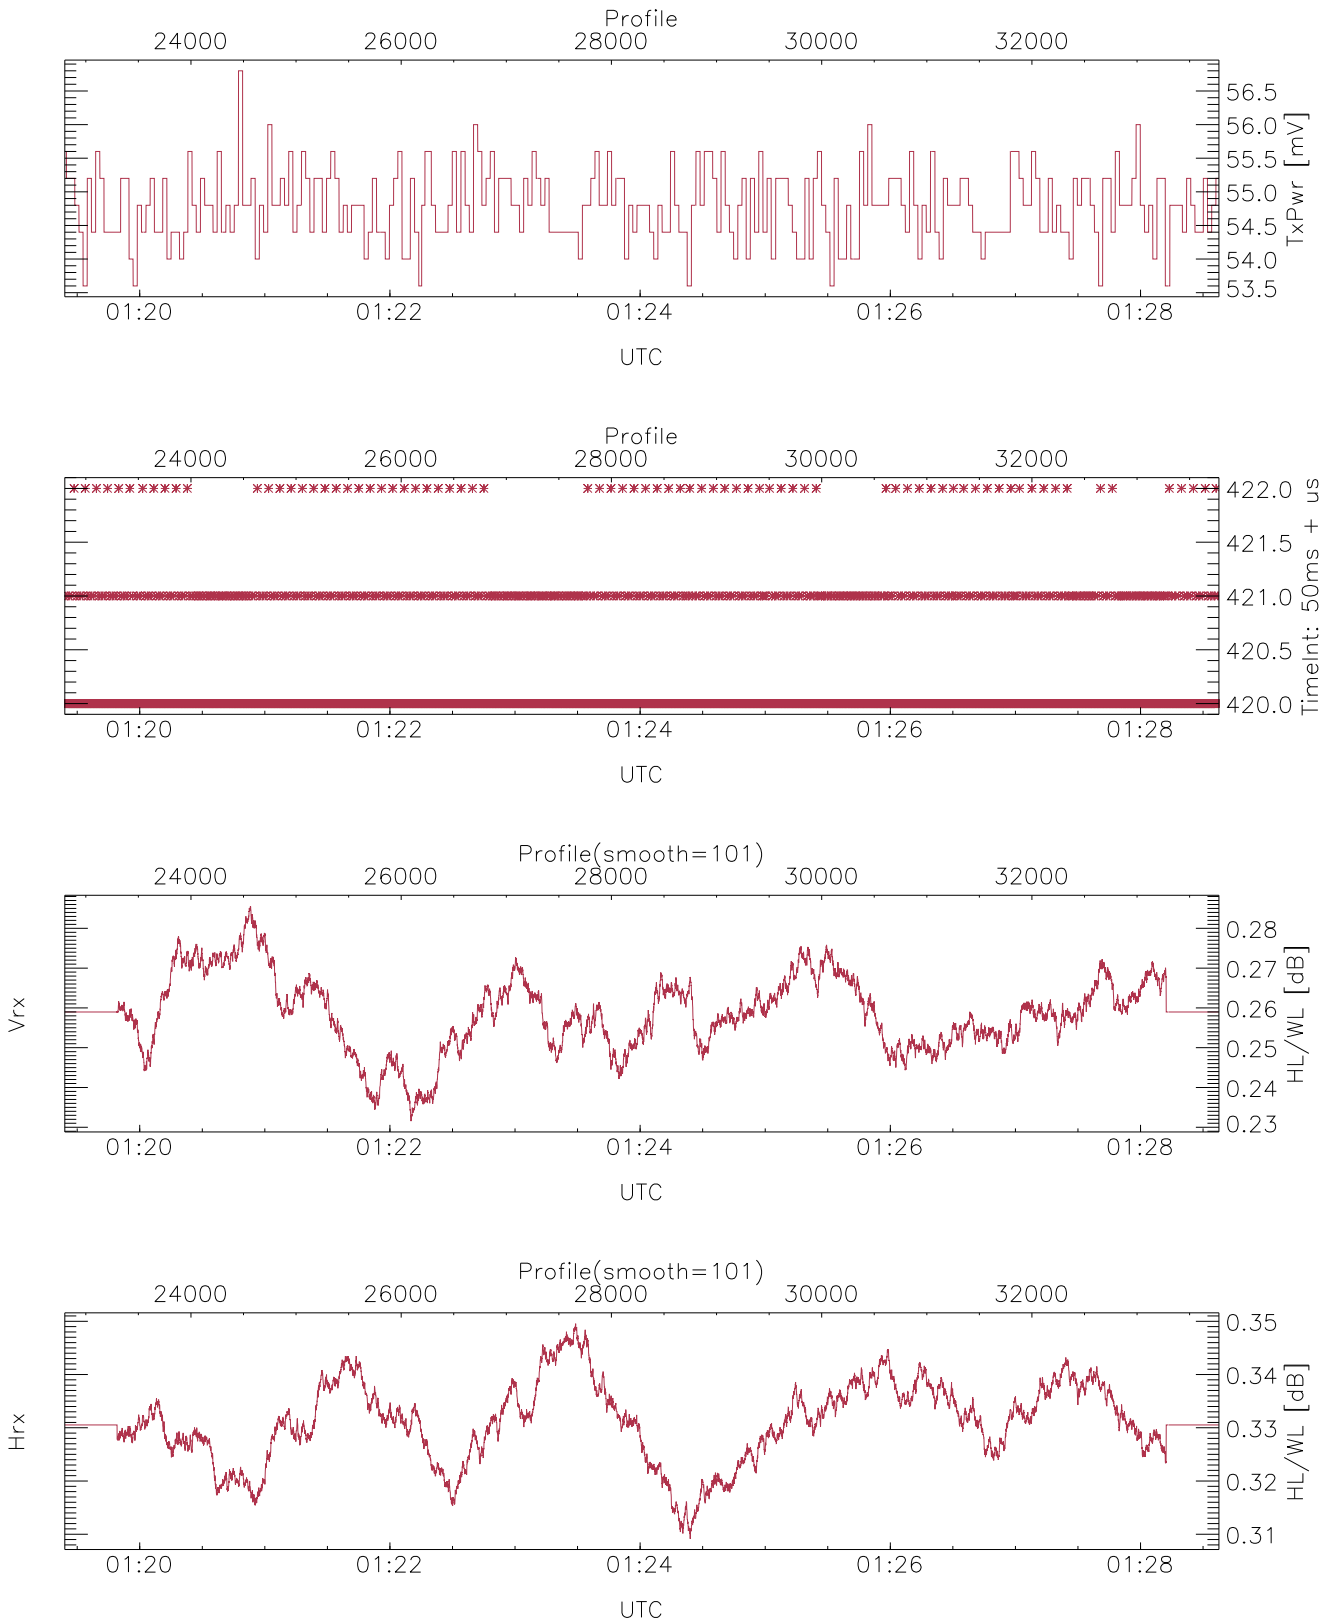 Profile
24000 26000 28000 30000 32000
56.5
56.0
55.5
55.0
54.5
54.0
53.5
TxPwr [mV]
01:20 01:22 01:24 01:26 01:28
UTC
Profile
24000 26000 28000 30000 32000
422.0
421.5
421.0
420.5
420.0
TimeInt: 50ms + us
01:20 01:22 01:24 01:26 01:28
UTC
Profile(smooth=101)
24000 26000 28000 30000 32000
Vrx
0.28
0.27
0.26
0.25
0.24
0.23
HL/WL [dB]
01:20 01:22 01:24 01:26 01:28
UTC
Profile(smooth=101)
24000 26000 28000 30000 32000
Hrx
0.35
0.34
0.33
0.32
0.31
HL/WL [dB]
01:20 01:22 01:24 01:26 01:28
UTC